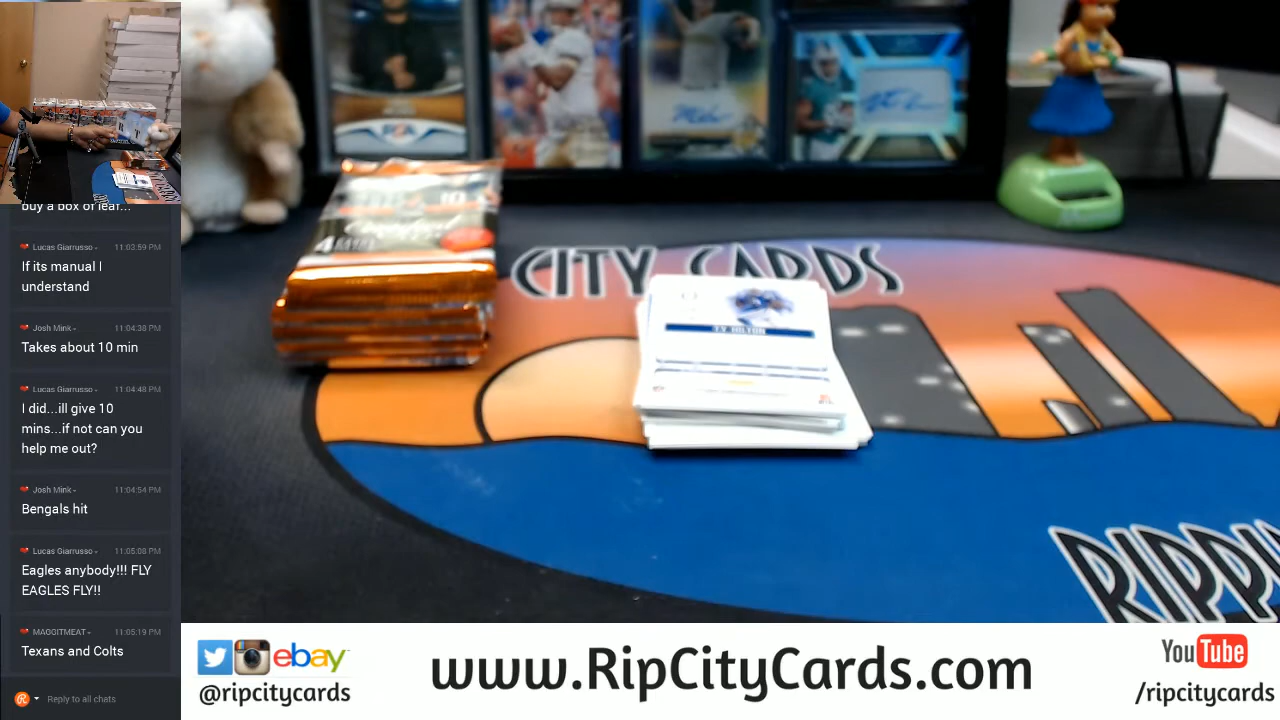 buy a box of leaf...
Lucas Giarrusso 11:03:59 PM
If its manual I
understand
Josh Mink 11:04:38 PM
Takes about 10 min
Lucas Giarrusso 11:04:48 PM
I did...ill give 10
mins...if not can you
help me out?
Josh Mink 11:04:54 PM
Bengals hit
Lucas Giarrusso 11:05:08 PM
Eagles anybody!!! FLY
EAGLES FLY!!
MAGGITMEAT 11:05:19 PM
Texans and Colts
Reply to all chats
CITY CARDS
TY HILTON
RIPPI
ebay
@ripcitycards
www.RipCityCards.com
YouTube
/ripcitycards